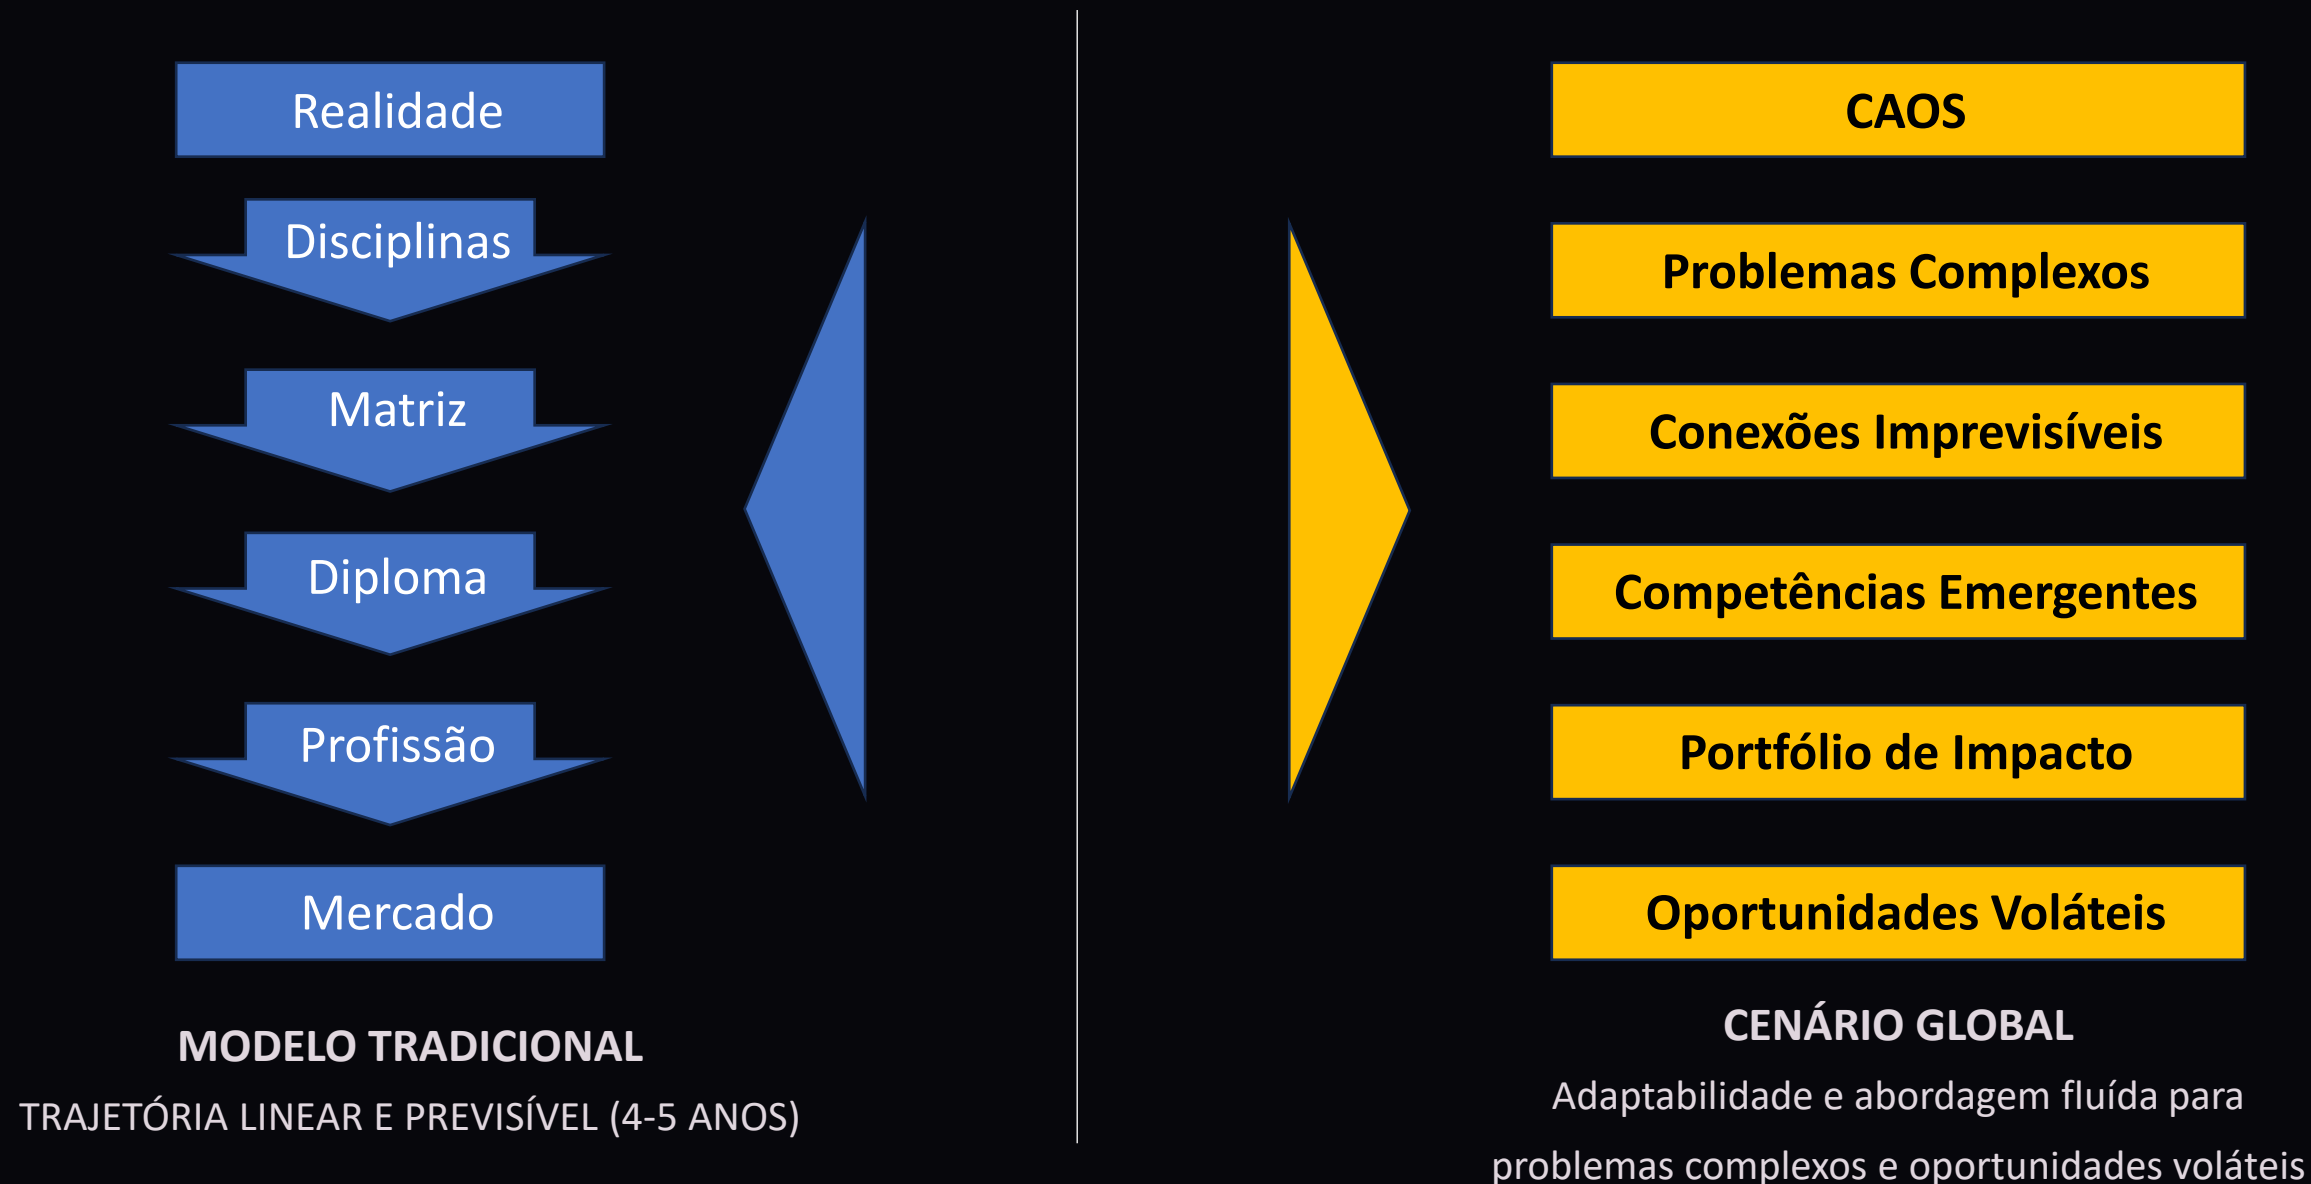 Realidade
Disciplinas
Matriz
Diploma
Profissão
Mercado
MODELO TRADICIONAL
TRAJETÓRIA LINEAR E PREVISÍVEL (4-5 ANOS)
CAOS
Problemas Complexos
Conexões Imprevisíveis
Competências Emergentes
Portfólio de Impacto
Oportunidades Voláteis
CENÁRIO GLOBAL
Adaptabilidade e abordagem fluída para
problemas complexos e oportunidades voláteis